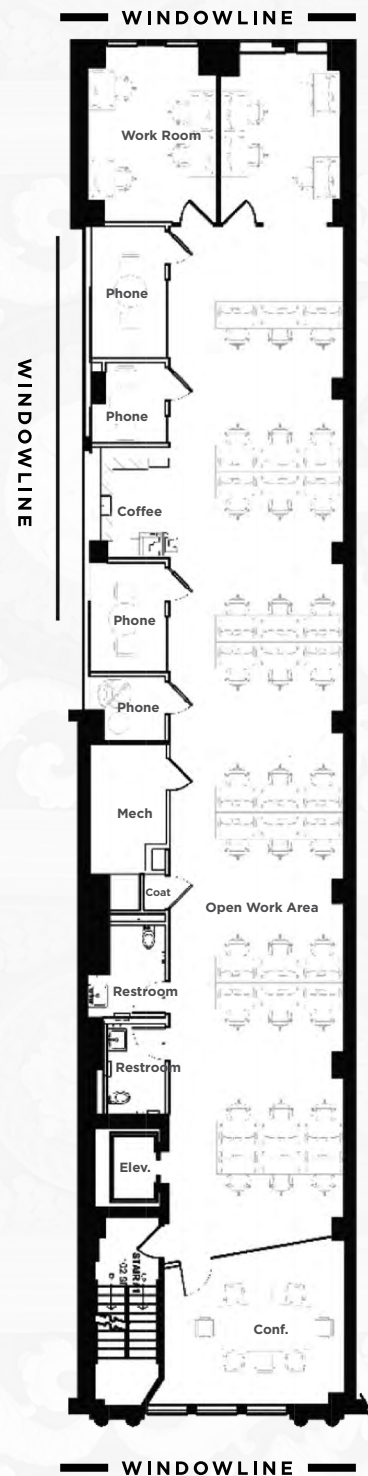 WINDOWLINE
Work Room
Phone
Phone
WINDOWLINE
Coffee
Phone
Phone
Mech
Coat
Open Work Area
Restroom
Restroom
Elev.
STAIR
Conf.
WINDOWLINE